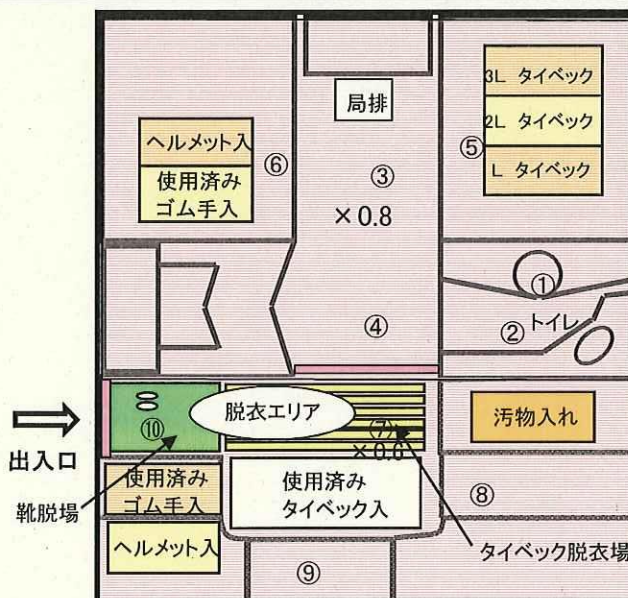 3L タイベック
2L タイベック
L タイベック
⑤
局排
③
×0.8
ヘルメット入
使用済み
ゴム手入
⑥
①
②
トイレ
④
出入口
靴脱場
⑩
脱衣エリア
⑦
×0.6
汚物入れ
使用済み
ゴム手入
使用済み
タイベック入
⑧
ヘルメット入
タイベック脱衣場
⑨